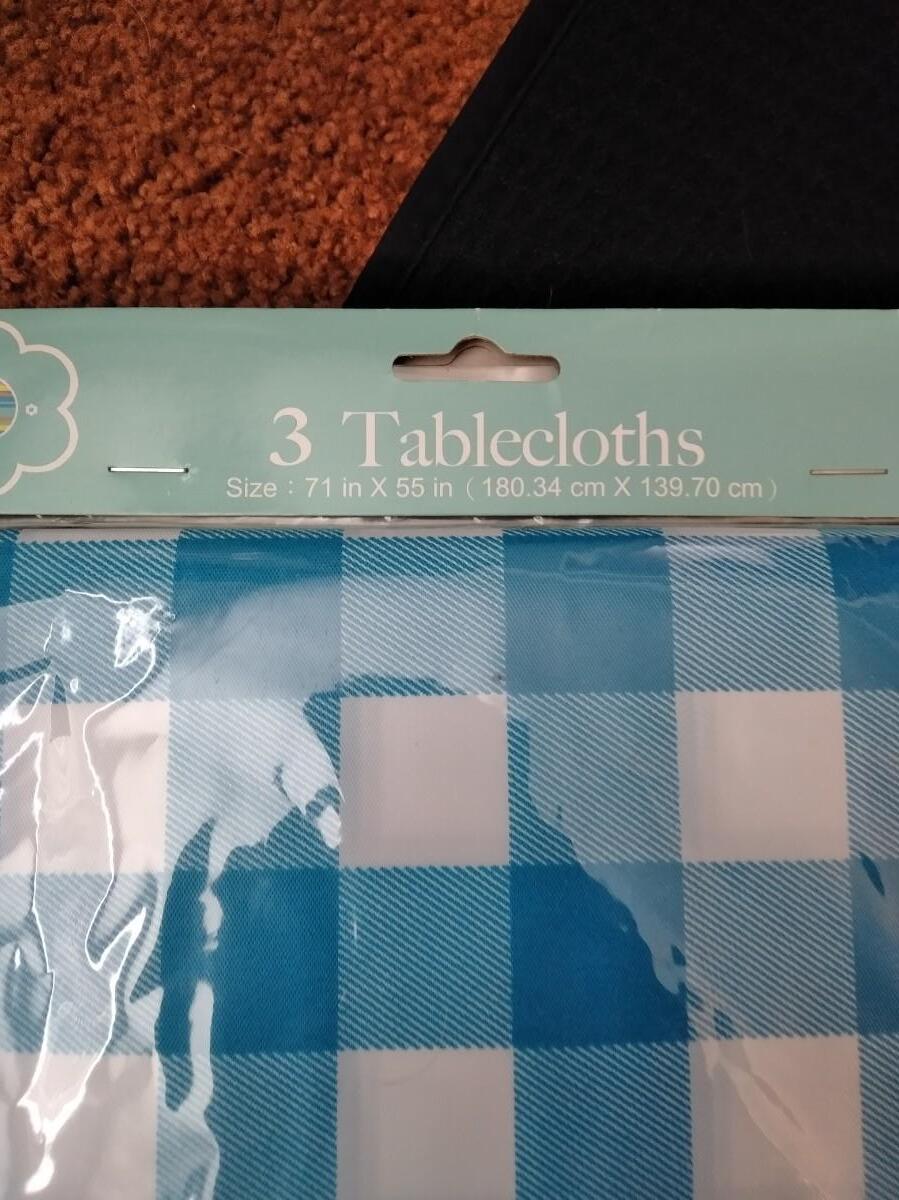 3 Tablecloths
Size : 71 in X 55 in ( 180.34 cm X 139.70 cm )